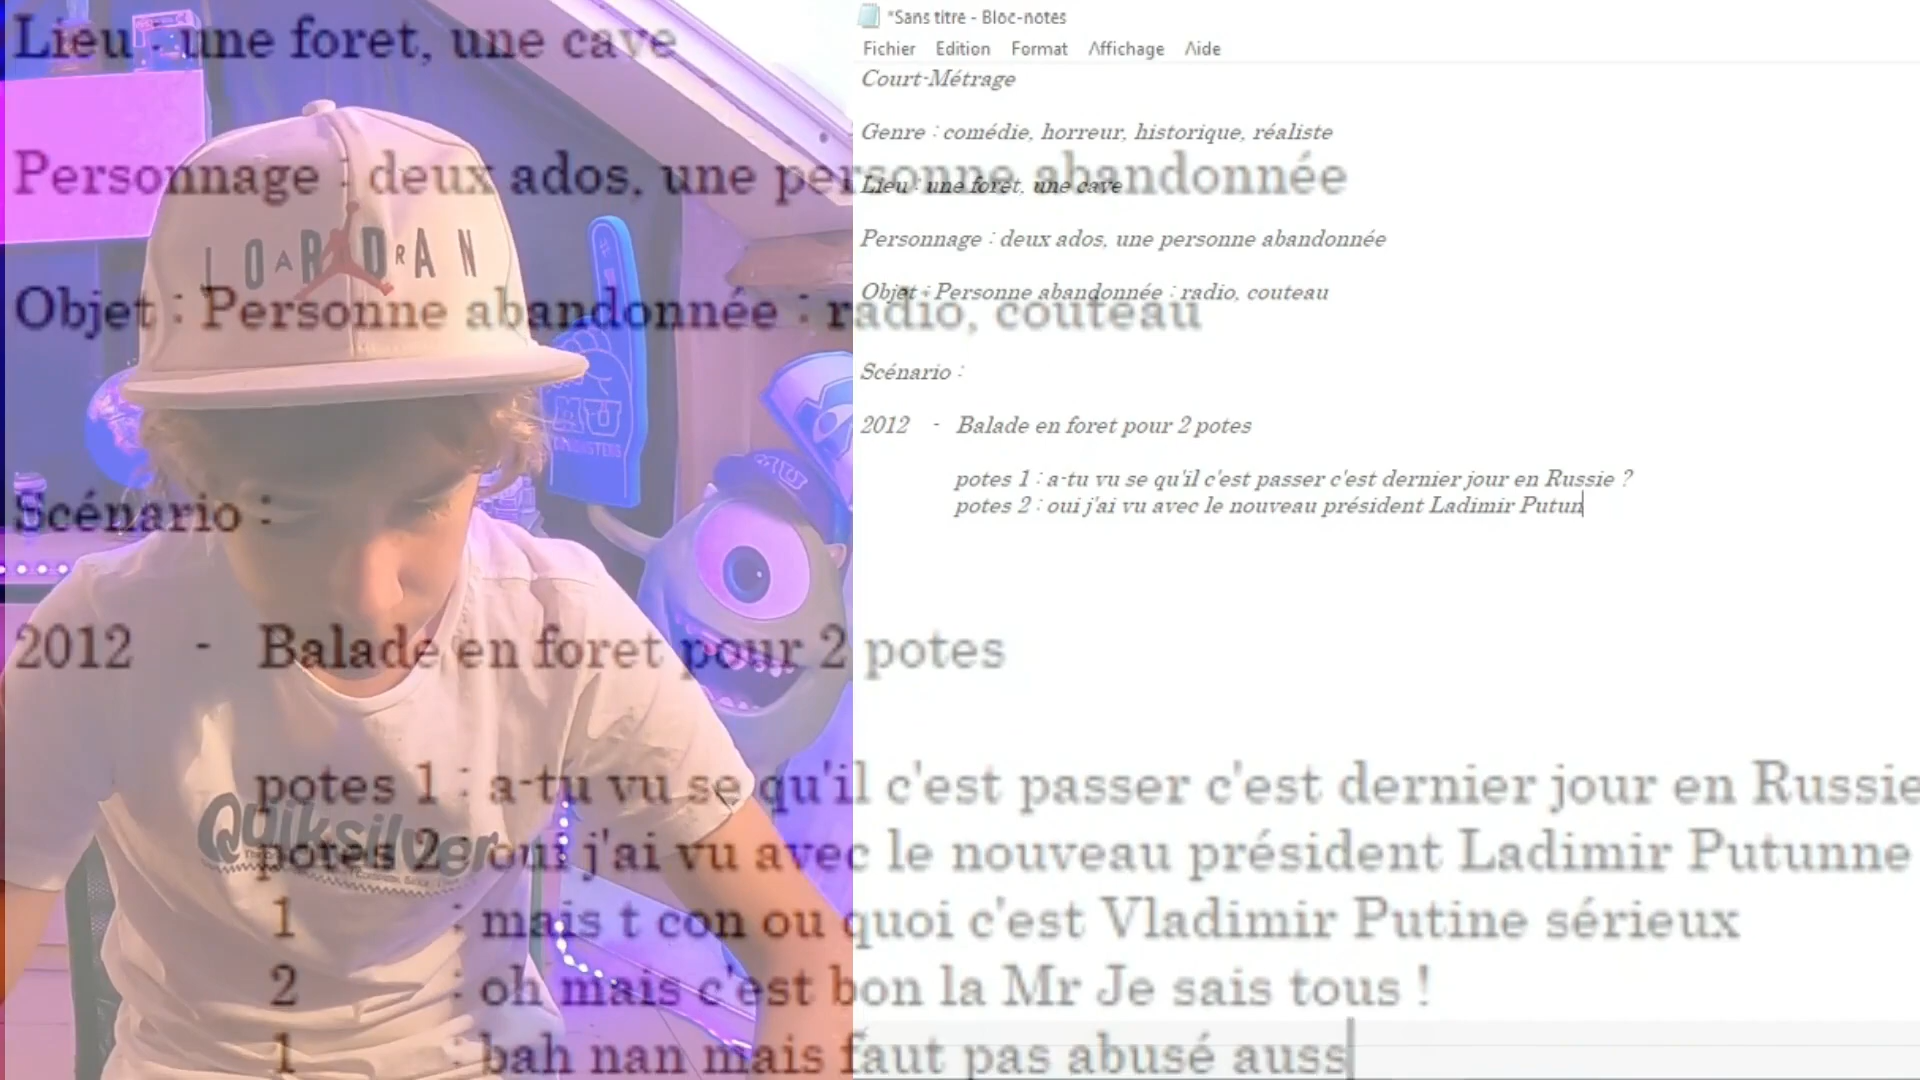 *Sans titre - Bloc-notes
Fichier Edition Format Affichage Aide
Court-Métrage
Genre : comédie, horreur, historique, réaliste
Lieu : une foret, une cave
Personnage : deux ados, une personne abandonnée
Objet : Personne abandonnée : radio, couteau
Scénario :
2012 - Balade en foret pour 2 potes
potes 1 : a-tu vu se qu'il c'est passer c'est dernier jour en Russie ?
potes 2 : oui j'ai vu avec le nouveau président Ladimir Putun
Lieu : une foret, une cave
Personnage : deux ados, une personne abandonnée
Objet : Personne abandonnée : radio, couteau
Scénario :
2012 - Balade en foret pour 2 potes
potes 1 : a-tu vu se qu'il c'est passer c'est dernier jour en Russie
potes 2 : oui j'ai vu avec le nouveau président Ladimir Putunne
1 : mais t con ou quoi c'est Vladimir Putine sérieux
2 : oh mais c'est bon la Mr Je sais tous !
1 : bah nan mais faut pas abusé auss
JORDAN
AR
Quiksilver
MU
MU